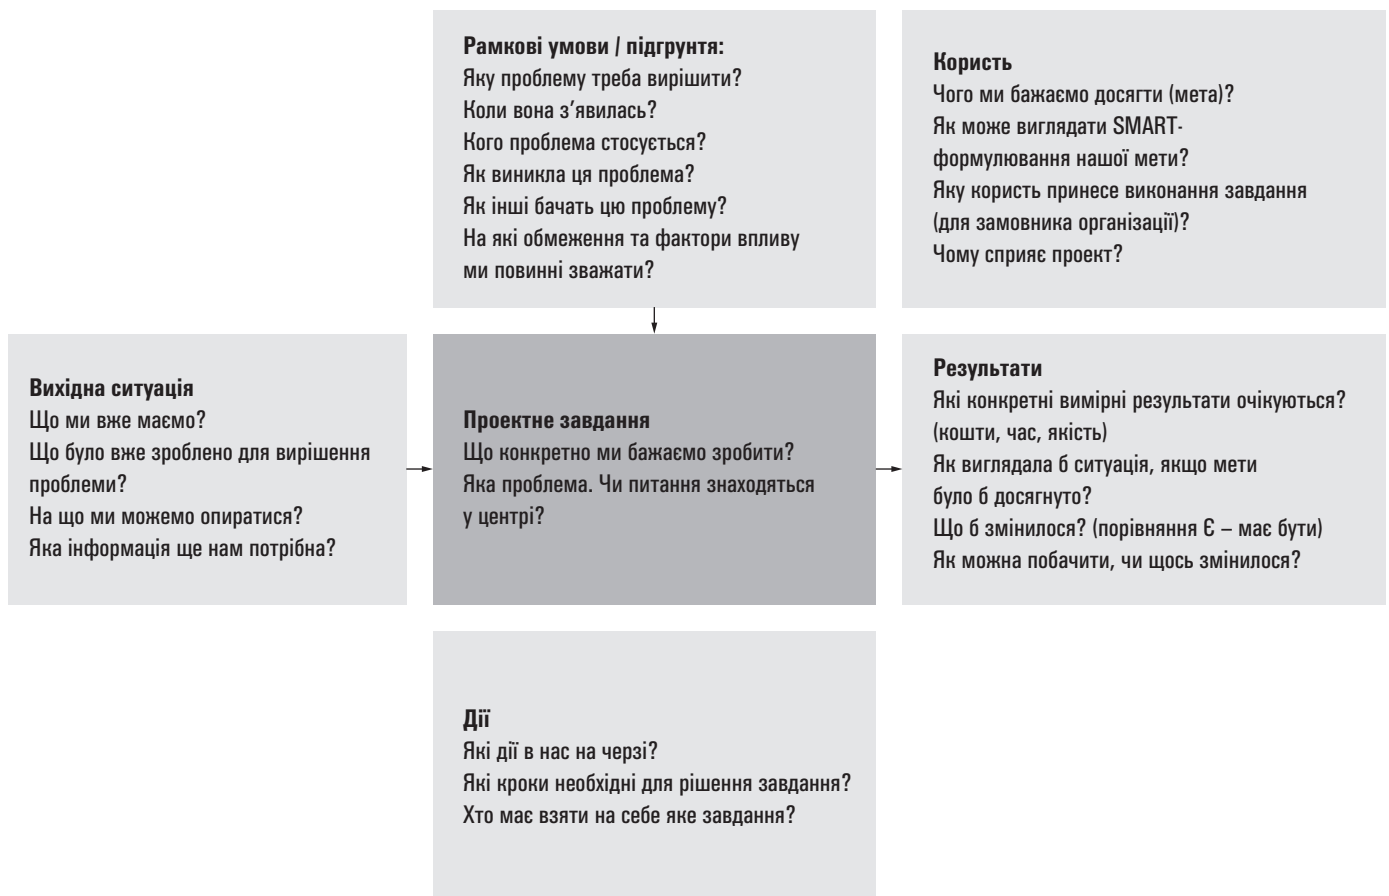 Рамкові умови / підгрунтя:
Яку проблему треба вирішити?
Коли вона з’явилась?
Кого проблема стосується?
Як виникла ця проблема?
Як інші бачать цю проблему?
На які обмеження та фактори впливу
ми повинні зважати?
Користь
Чого ми бажаємо досягти (мета)?
Як може виглядати SMART-
формулювання нашої мети?
Яку користь принесе виконання завдання
(для замовника організації)?
Чому сприяє проект?
Вихідна ситуація
Що ми вже маємо?
Що було вже зроблено для вирішення
проблеми?
На що ми можемо опиратися?
Яка інформація ще нам потрібна?
Проектне завдання
Що конкретно ми бажаємо зробити?
Яка проблема. Чи питання знаходяться
у центрі?
Результати
Які конкретні вимірні результати очікуються?
(кошти, час, якість)
Як виглядала б ситуація, якщо мети
було б досягнуто?
Що б змінилося? (порівняння Є – має бути)
Як можна побачити, чи щось змінилося?
Дії
Які дії в нас на черзі?
Які кроки необхідні для рішення завдання?
Хто має взяти на себе яке завдання?